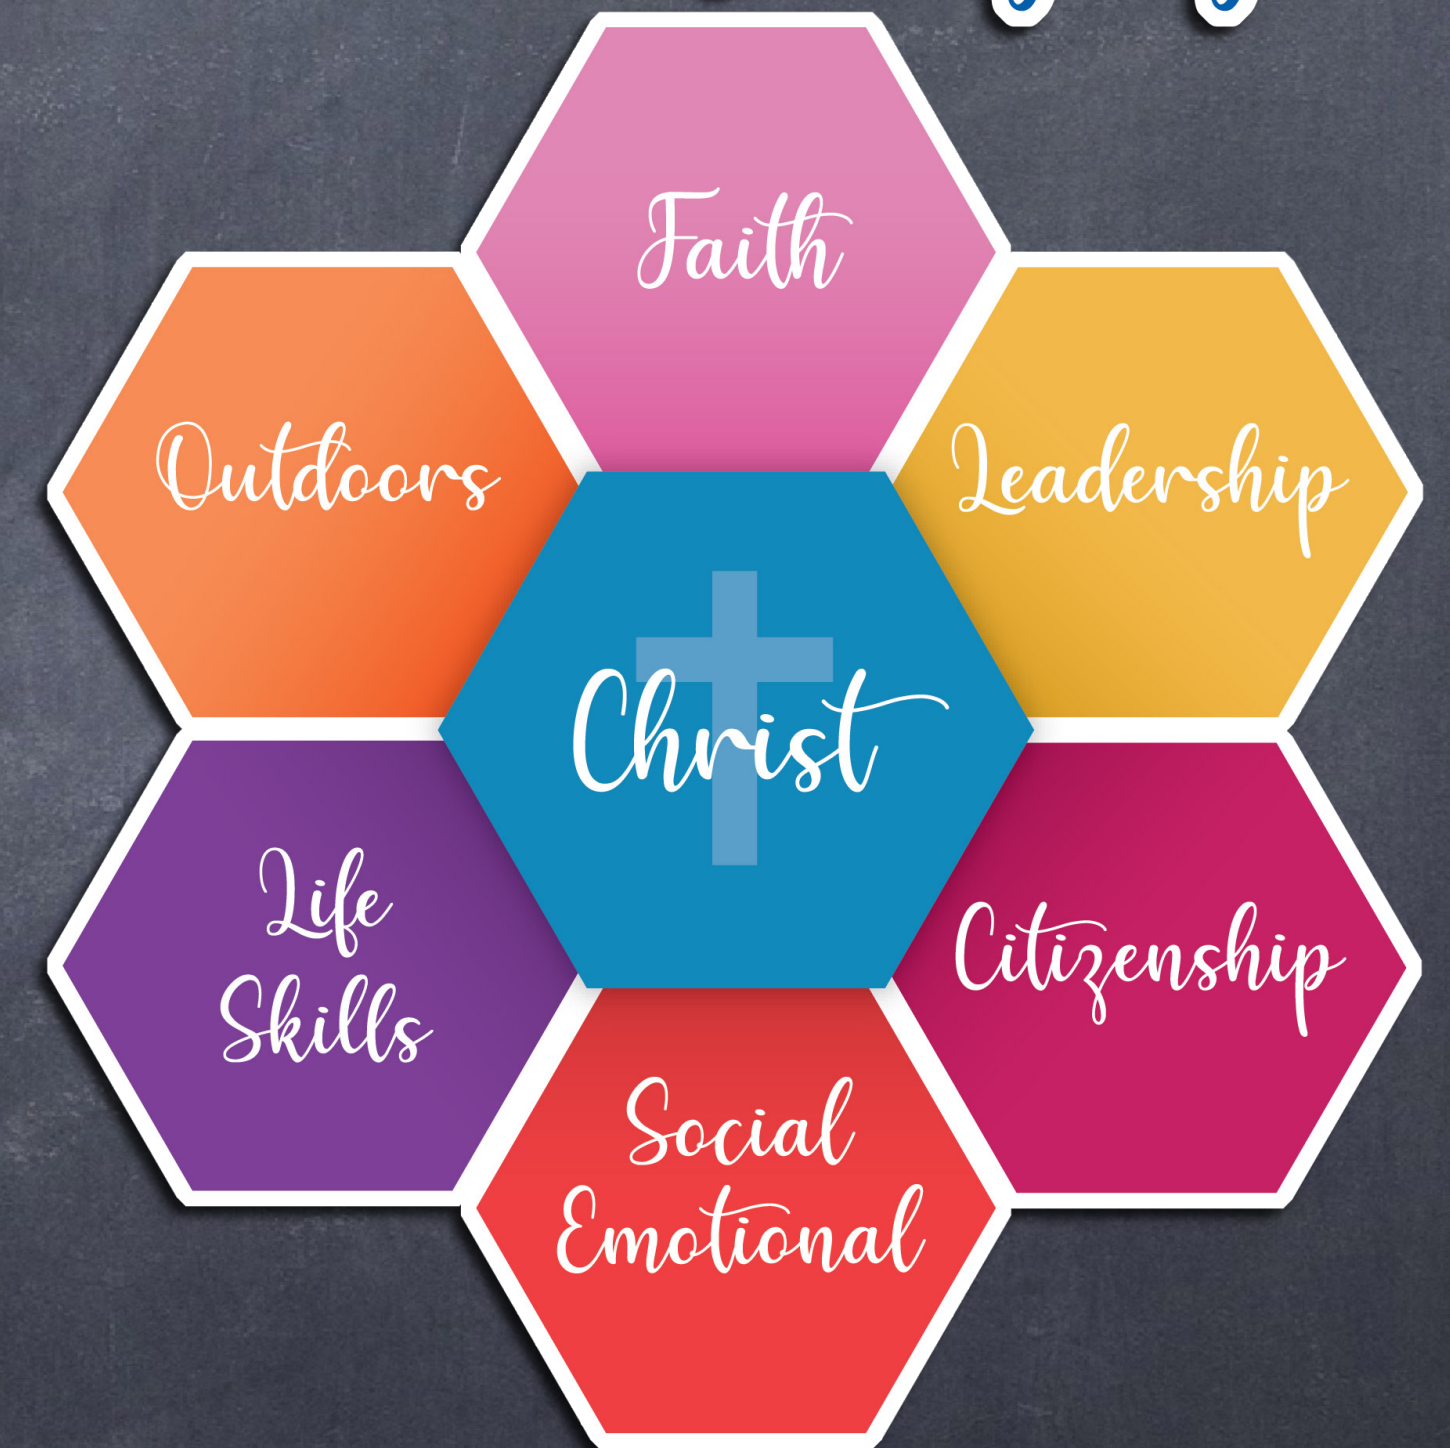 Faith
Outdoors
Leadership
Christ
Life
Skills
Citizenship
Social
Emotional